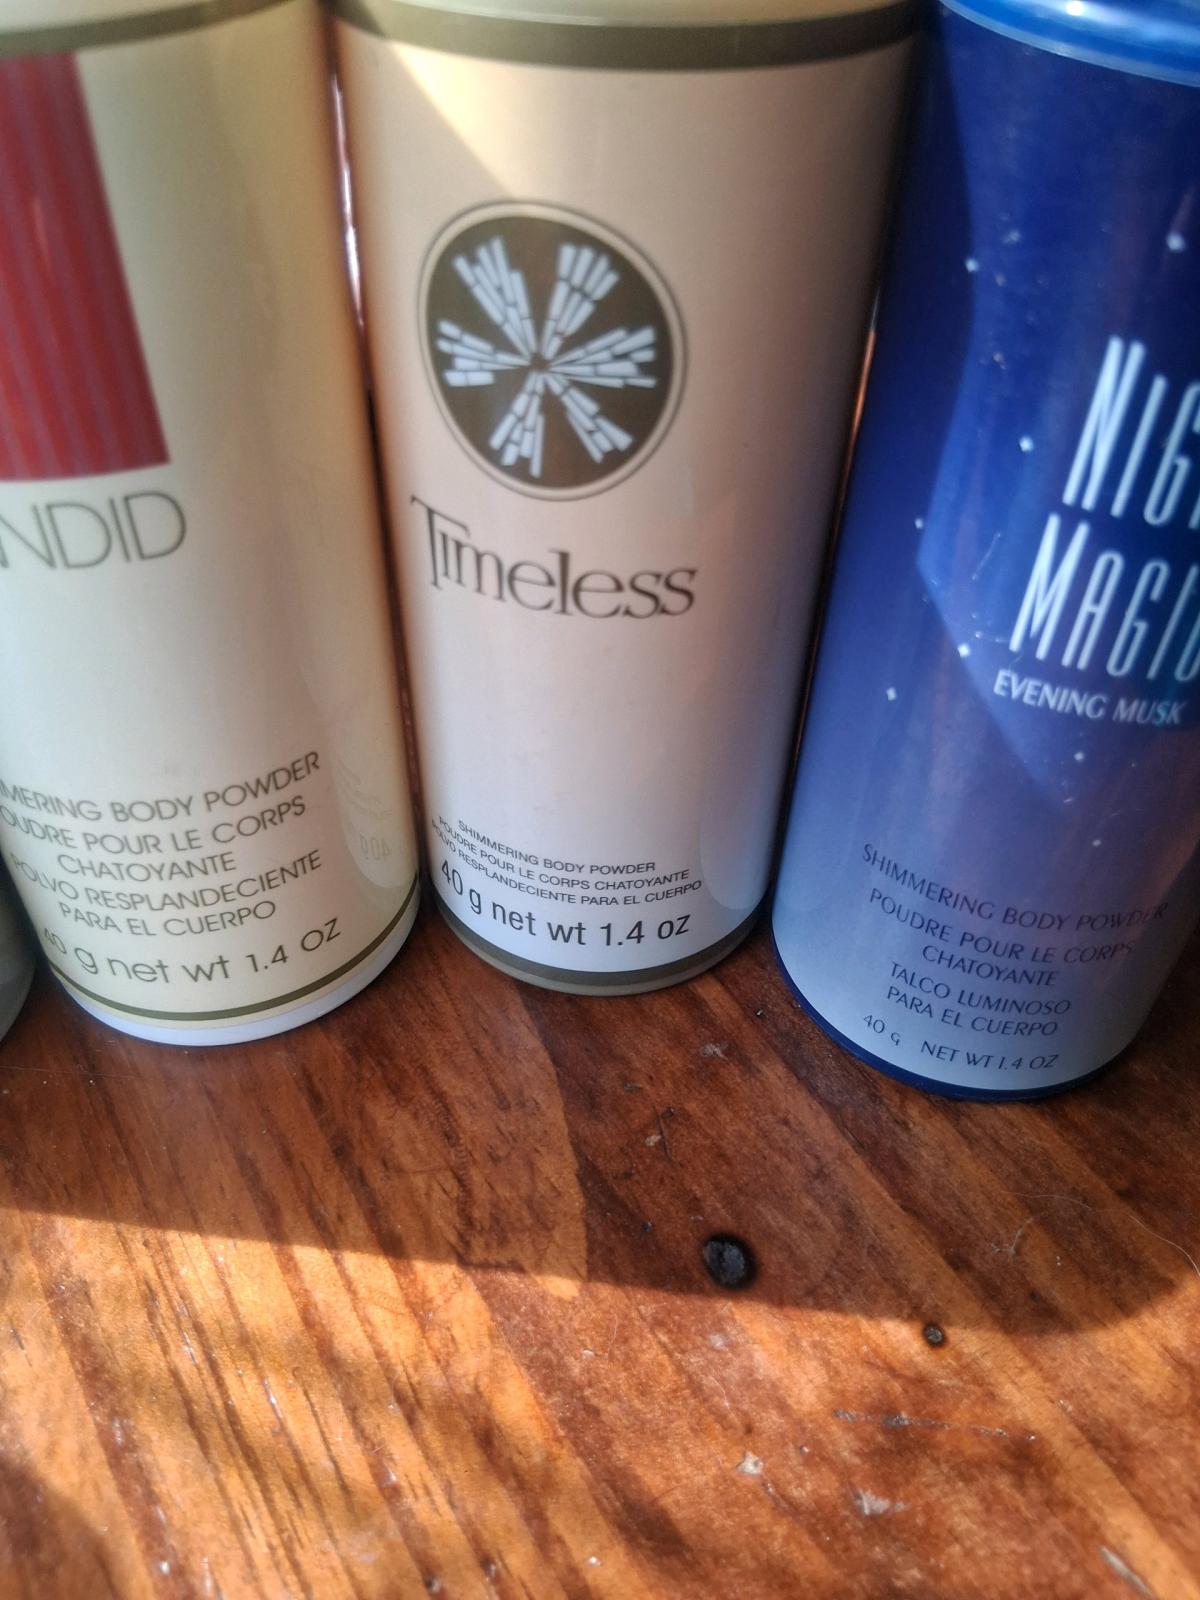 NDID
MMERING BODY POWDER
OUDRE POUR LE CORPS
CHATOYANTE
POLVO RESPLANDECIENTE
PARA EL CUERPO
40 g net wt 1.4 OZ
Timeless
SHIMMERING BODY POWDER
POUDRE POUR LE CORPS CHATOYANTE
POLVO RESPLANDECIENTE PARA EL CUERPO
40 g net wt 1.4 oz
NIG
MAGIC
EVENING MUSK
SHIMMERING BODY POWDER
POUDRE POUR LE CORPS
CHATOYANTE
TALCO LUMINOSO
PARA EL CUERPO
40 g NET WT 1.4 OZ